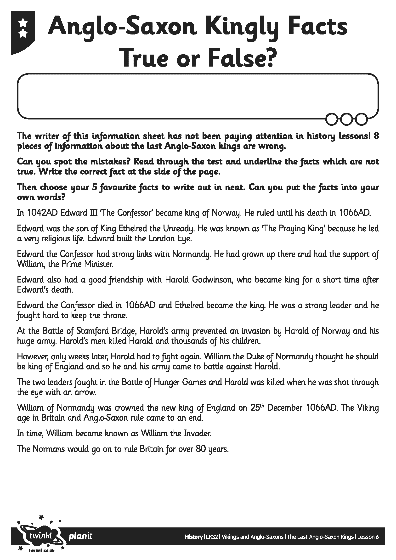 Anglo-Saxon Kingly Facts
True or False?
The writer of this information sheet has not been paying attention in history lessons! 8
pieces of information about the last Anglo-Saxon kings are wrong.
Can you spot the mistakes? Read through the test and underline the facts which are not
true. Write the correct fact at the side of the page.
Then choose your 5 favourite facts to write out in neat. Can you put the facts into your
own words?
In 1042AD Edward III 'The Confessor' became king of Norway. He ruled until his death in 1066AD.
Edward was the son of King Ethelred the Unready. He was known as 'The Praying King' because he led
a very religious life. Edward built the London Eye.
Edward the Confessor had strong links with Normandy. He had grown up there and had the support of
William, the Prime Minister.
Edward also had a good friendship with Harold Godwinson, who became king for a short time after
Edward's death.
Edward the Confessor died in 1066AD and Ethelred became the king. He was a strong leader and he
fought hard to keep the throne.
At the Battle of Stamford Bridge, Harold's army prevented an invasion by Harald of Norway and his
huge army. Harold's men killed Harald and thousands of his children.
However, only weeks later, Harold had to fight again. William the Duke of Normandy thought he should
be king of England and so he and his army came to battle against Harold.
The two leaders fought in the Battle of Hunger Games and Harold was killed when he was shot through
the eye with an arrow.
William of Normandy was crowned the new king of England on 25th December 1066AD. The Viking
age in Britain and Anglo-Saxon rule came to an end.
In time, William became known as William the Invader.
The Normans would go on to rule Britain for over 80 years.
twinkl planit
History | LKS2 | Vikings and Anglo-Saxons | The Last Anglo-Saxon Kings | Lesson 6